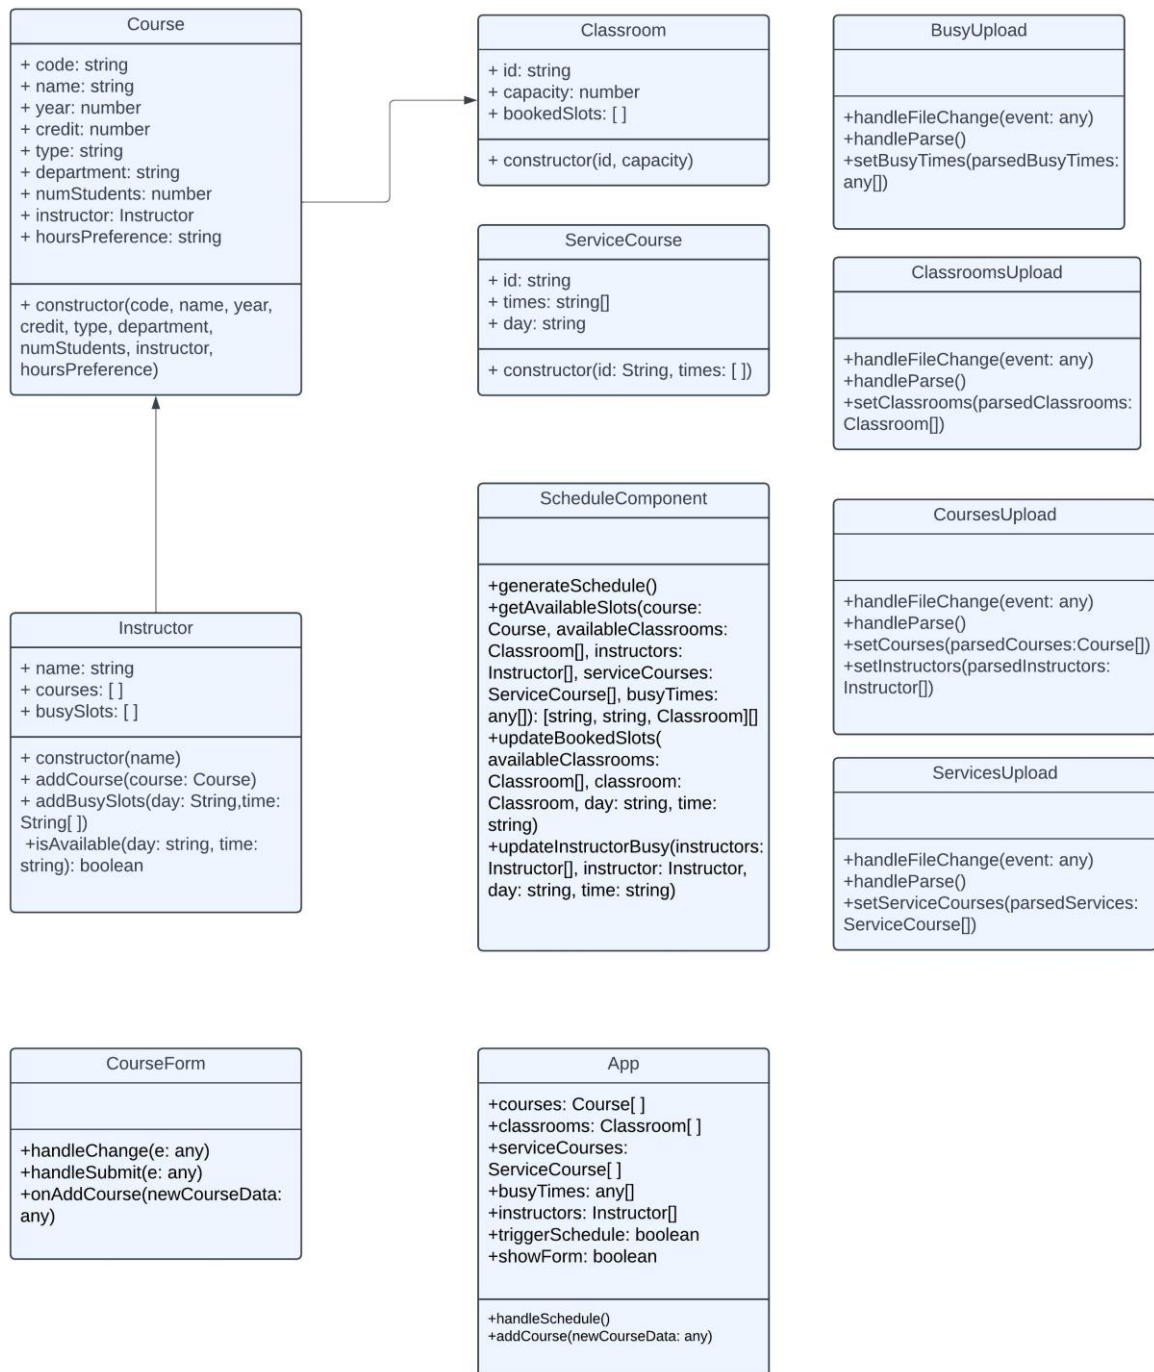 Course
+ code: string
+ name: string
+ year: number
+ credit: number
+ type: string
+ department: string
+ numStudents: number
+ instructor: Instructor
+ hoursPreference: string
+ constructor(code, name, year,
credit, type, department,
numStudents, instructor,
hoursPreference)
Classroom
+ id: string
+ capacity: number
+ bookedSlots: [ ]
+ constructor(id, capacity)
BusyUpload
+handleFileChange(event: any)
+handleParse()
+setBusyTimes(parsedBusyTimes:
any[])
ServiceCourse
+ id: string
+ times: string[]
+ day: string
+ constructor(id: String, times: [ ])
ClassroomsUpload
+handleFileChange(event: any)
+handleParse()
+setClassrooms(parsedClassrooms:
Classroom[])
Instructor
+ name: string
+ courses: [ ]
+ busySlots: [ ]
+ constructor(name)
+ addCourse(course: Course)
+ addBusySlots(day: String,time:
String[ ])
+isAvailable(day: string, time:
string): boolean
ScheduleComponent
+generateSchedule()
+getAvailableSlots(course:
Course, availableClassrooms:
Classroom[], instructors:
Instructor[], serviceCourses:
ServiceCourse[], busyTimes:
any[]): [string, string, Classroom][]
+updateBookedSlots(
availableClassrooms:
Classroom[], classroom:
Classroom, day: string, time:
string)
+updateInstructorBusy(instructors:
Instructor[], instructor: Instructor,
day: string, time: string)
CoursesUpload
+handleFileChange(event: any)
+handleParse()
+setCourses(parsedCourses:Course[])
+setInstructors(parsedInstructors:
Instructor[])
ServicesUpload
+handleFileChange(event: any)
+handleParse()
+setServiceCourses(parsedServices:
ServiceCourse[])
CourseForm
+handleChange(e: any)
+handleSubmit(e: any)
+onAddCourse(newCourseData:
any)
App
+courses: Course[ ]
+classrooms: Classroom[ ]
+serviceCourses:
ServiceCourse[ ]
+busyTimes: any[]
+instructors: Instructor[]
+triggerSchedule: boolean
+showForm: boolean
+handleSchedule()
+addCourse(newCourseData: any)